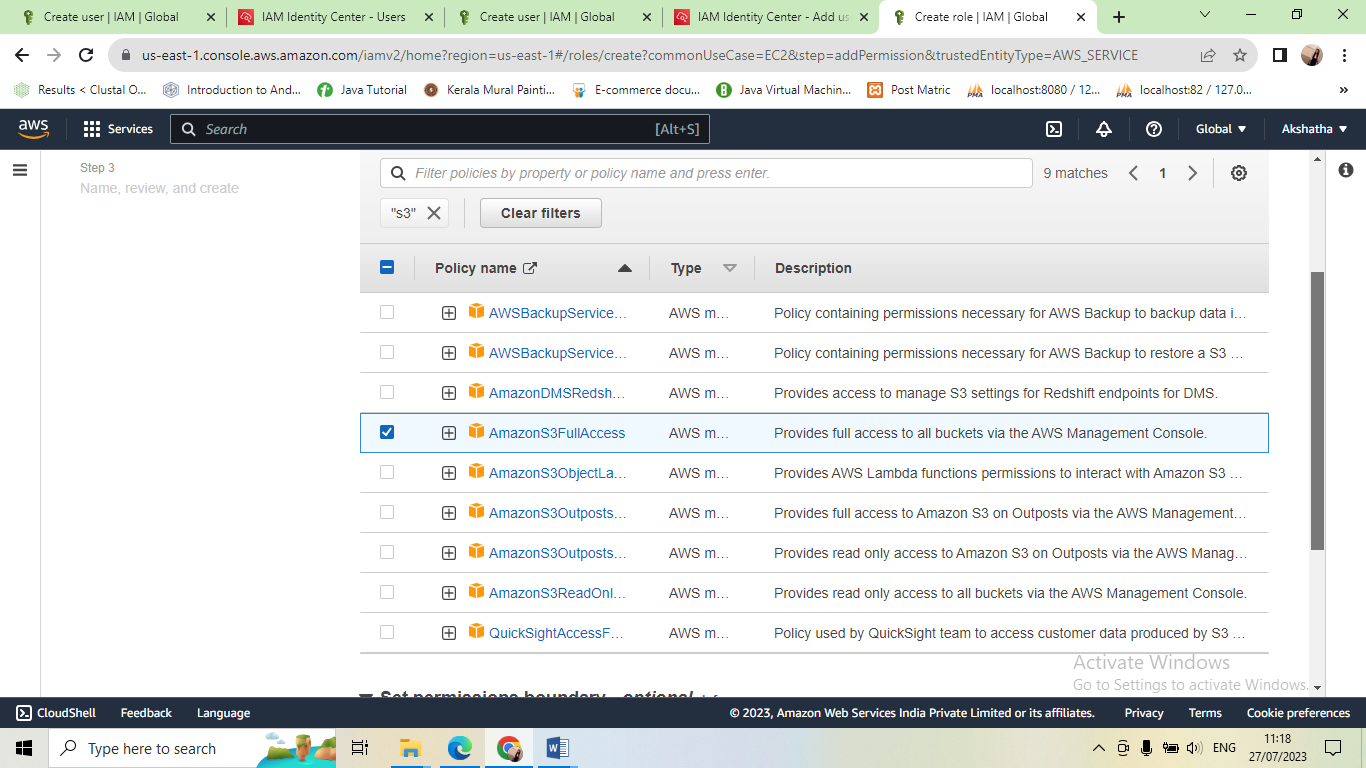 Create user | IAM | Global
IAM Identity Center - Users
Create user | IAM | Global
IAM Identity Center - Add us
Create role | IAM | Global
us-east-1.console.aws.amazon.com/iamv2/home?region=us-east-1#/roles/create?commonUseCase=EC2&step=addPermission&trustedEntityType=AWS_SERVICE
Results < Clustal O... Introduction to And... Java Tutorial Kerala Mural Painti... E-commerce docu... Java Virtual Machin... Post Matric localhost:8080 / 12... localhost:82 / 127.0... »
aws Services Search [Alt+S] Global Akshatha
Step 3
Name, review, and create
Filter policies by property or policy name and press enter. 9 matches 1
"s3" Clear filters
Policy name Type Description
AWSBackupService... AWS m... Policy containing permissions necessary for AWS Backup to backup data i...
AWSBackupService... AWS m... Policy containing permissions necessary for AWS Backup to restore a S3 ...
AmazonDMSRedsh... AWS m... Provides access to manage S3 settings for Redshift endpoints for DMS.
AmazonS3FullAccess AWS m... Provides full access to all buckets via the AWS Management Console.
AmazonS3ObjectLa... AWS m... Provides AWS Lambda functions permissions to interact with Amazon S3 ...
AmazonS3Outposts... AWS m... Provides full access to Amazon S3 on Outposts via the AWS Management...
AmazonS3Outposts... AWS m... Provides read only access to Amazon S3 on Outposts via the AWS Manag...
AmazonS3ReadOnl... AWS m... Provides read only access to all buckets via the AWS Management Console.
QuickSightAccessF... AWS m... Policy used by QuickSight team to access customer data produced by S3 ...
Activate Windows
Go to Settings to activate Windows.
Set permissions boundary - optional
CloudShell Feedback Language © 2023, Amazon Web Services India Private Limited or its affiliates. Privacy Terms Cookie preferences
Type here to search ENG 11:18
27/07/2023